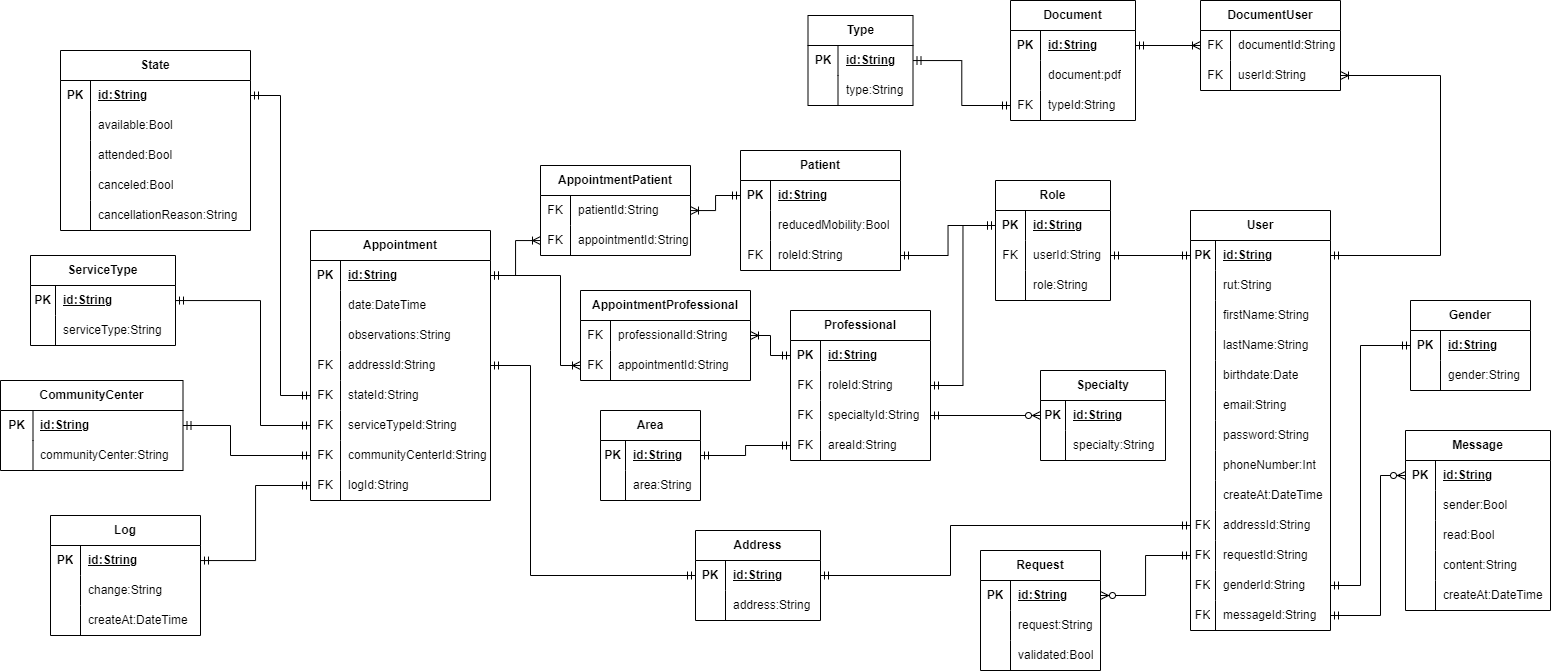 State
PK id:String
available:Bool
attended:Bool
canceled:Bool
cancellationReason:String
ServiceType
PK id:String
serviceType:String
CommunityCenter
PK id:String
communityCenter:String
Log
PK id:String
change:String
createAt:DateTime
Appointment
PK id:String
date:DateTime
observations:String
FK addressId:String
FK stateId:String
FK serviceTypeId:String
FK communityCenterId:String
FK logId:String
AppointmentPatient
FK patientId:String
FK appointmentId:String
AppointmentProfessional
FK professionalId:String
FK appointmentId:String
Area
PK id:String
area:String
Address
PK id:String
address:String
Patient
PK id:String
reducedMobility:Bool
FK roleId:String
Professional
PK id:String
FK roleId:String
FK specialtyId:String
FK areaId:String
Type
PK id:String
type:String
Document
PK id:String
document:pdf
FK typeId:String
DocumentUser
FK documentId:String
FK userId:String
Role
PK id:String
FK userId:String
role:String
Specialty
PK id:String
specialty:String
Request
PK id:String
request:String
validated:Bool
User
PK id:String
rut:String
firstName:String
lastName:String
birthdate:Date
email:String
password:String
phoneNumber:Int
createAt:DateTime
FK addressId:String
FK requestId:String
FK genderId:String
FK messageId:String
Gender
PK id:String
gender:String
Message
PK id:String
sender:Bool
read:Bool
content:String
createAt:DateTime